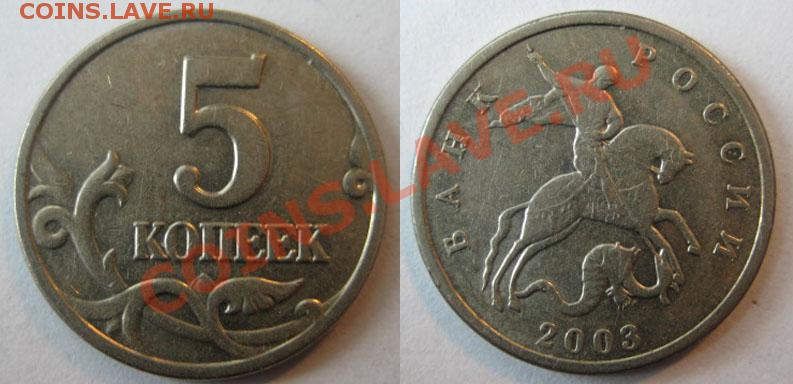 COINS.LAVE.RU
5
КОПЕЕК
БАНК РОССИИ
2003
COINS.LAVE.RU